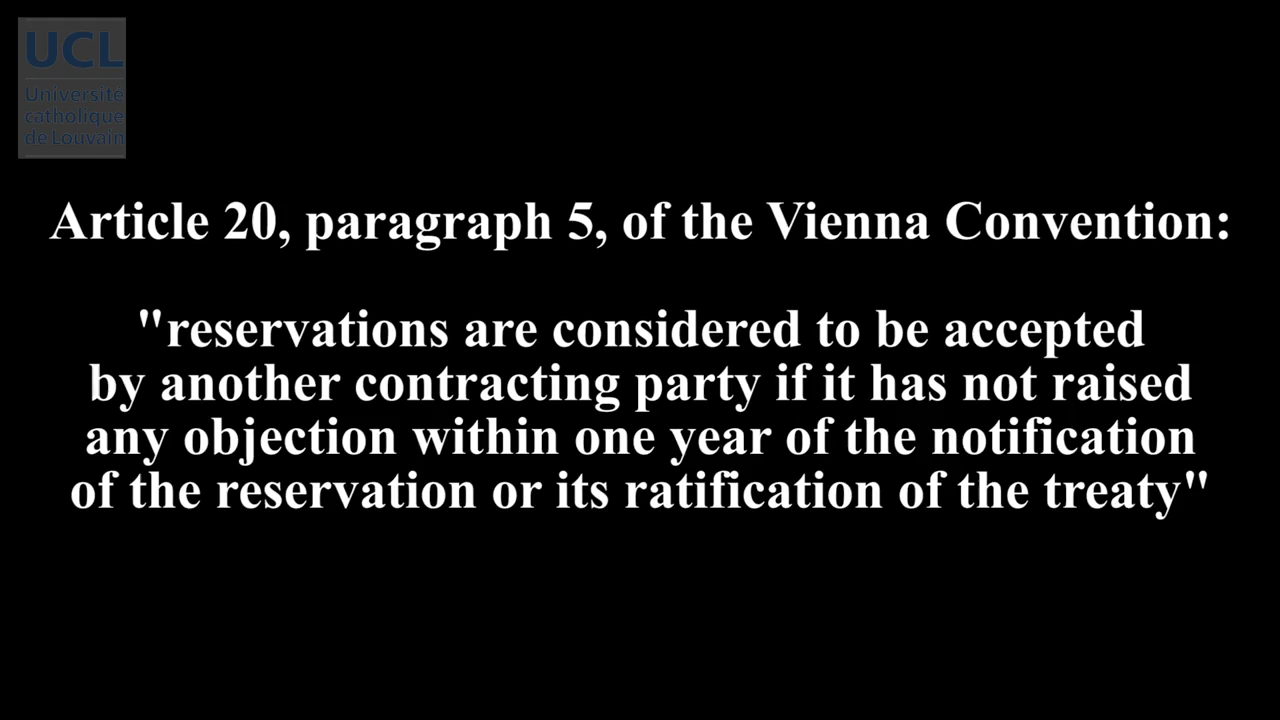 UCL
Université
catholique
de Louvain
Article 20, paragraph 5, of the Vienna Convention:
"reservations are considered to be accepted
by another contracting party if it has not raised
any objection within one year of the notification
of the reservation or its ratification of the treaty"